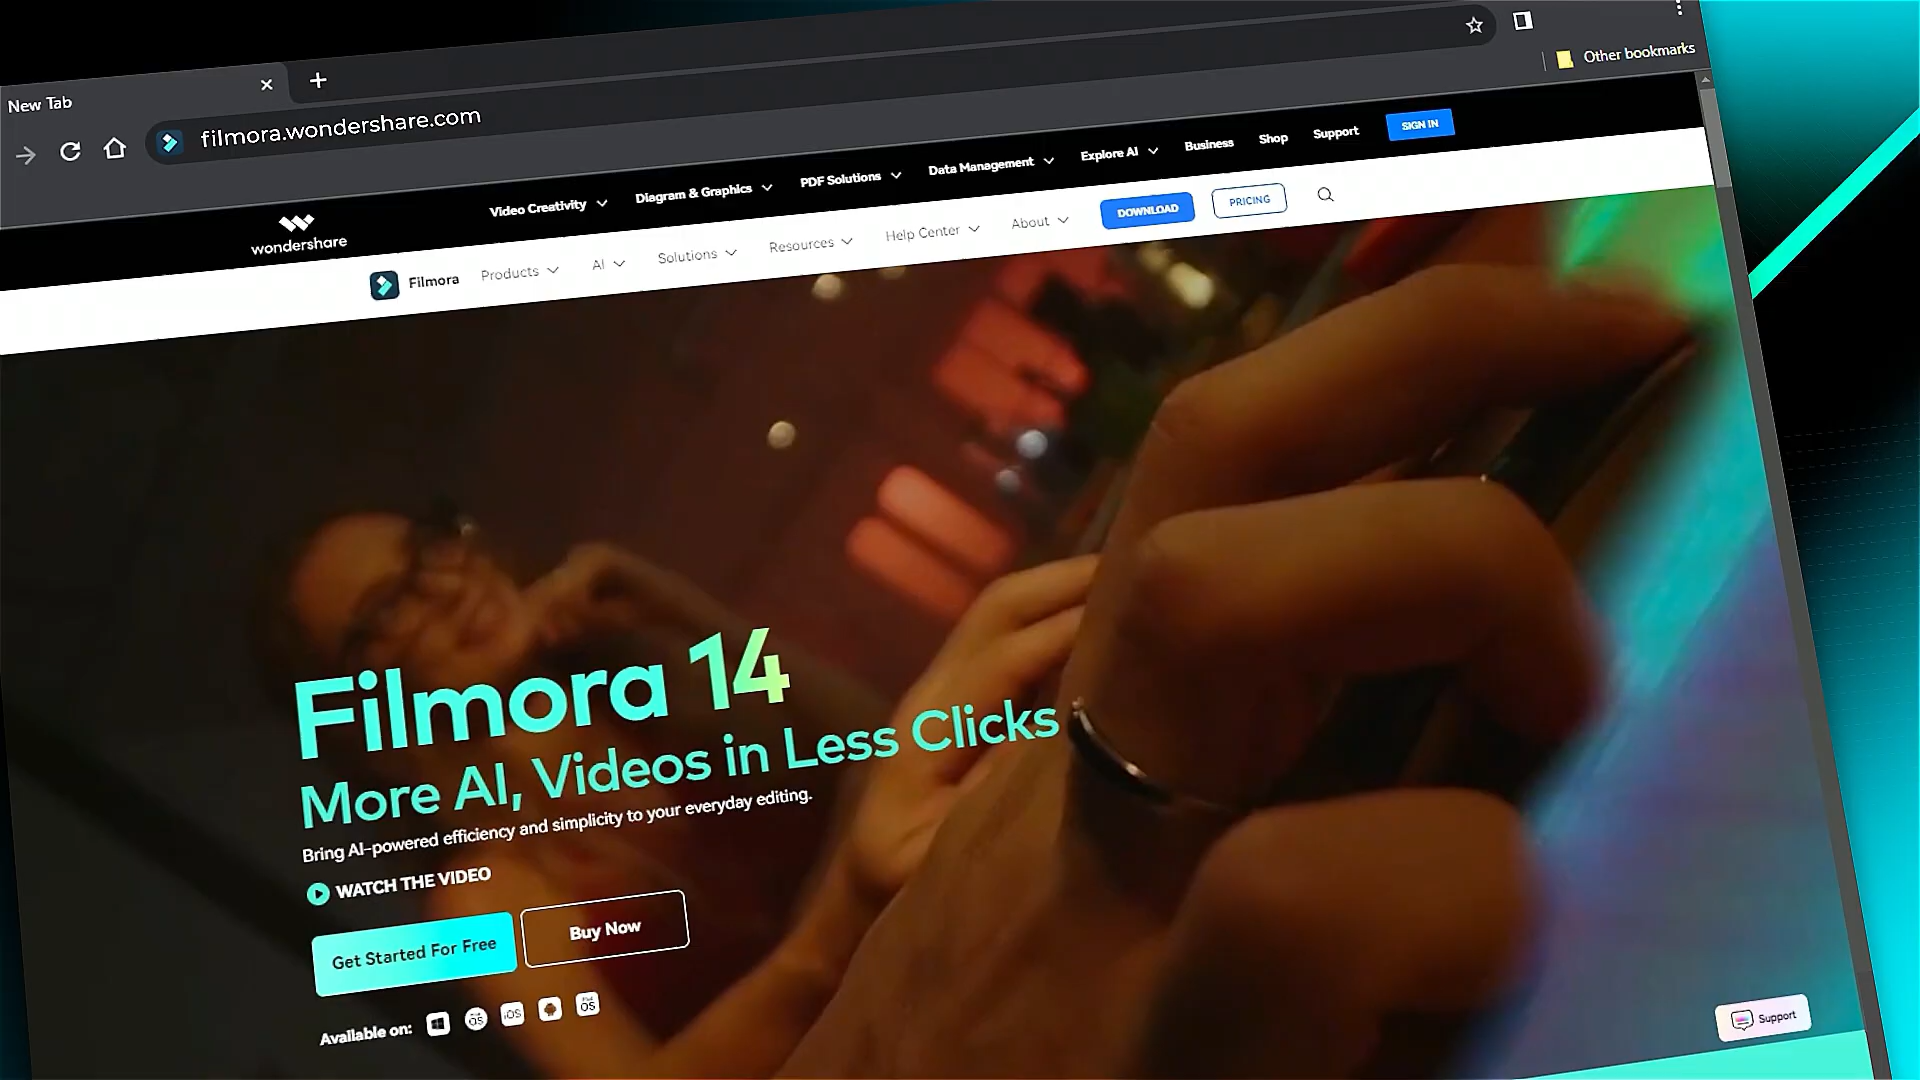 New Tab
filmora.wondershare.com
Other bookmarks
wondershare
Video Creativity
Diagram & Graphics
PDF Solutions
Data Management
Explore AI
Business
Shop
Support
SIGN IN
Filmora
Products
AI
Solutions
Resources
Help Center
About
DOWNLOAD
PRICING
Filmora 14
More AI, Videos in Less Clicks
Bring AI-powered efficiency and simplicity to your everyday editing.
WATCH THE VIDEO
Get Started For Free
Buy Now
Available on:
OS
iOS
OS
Support